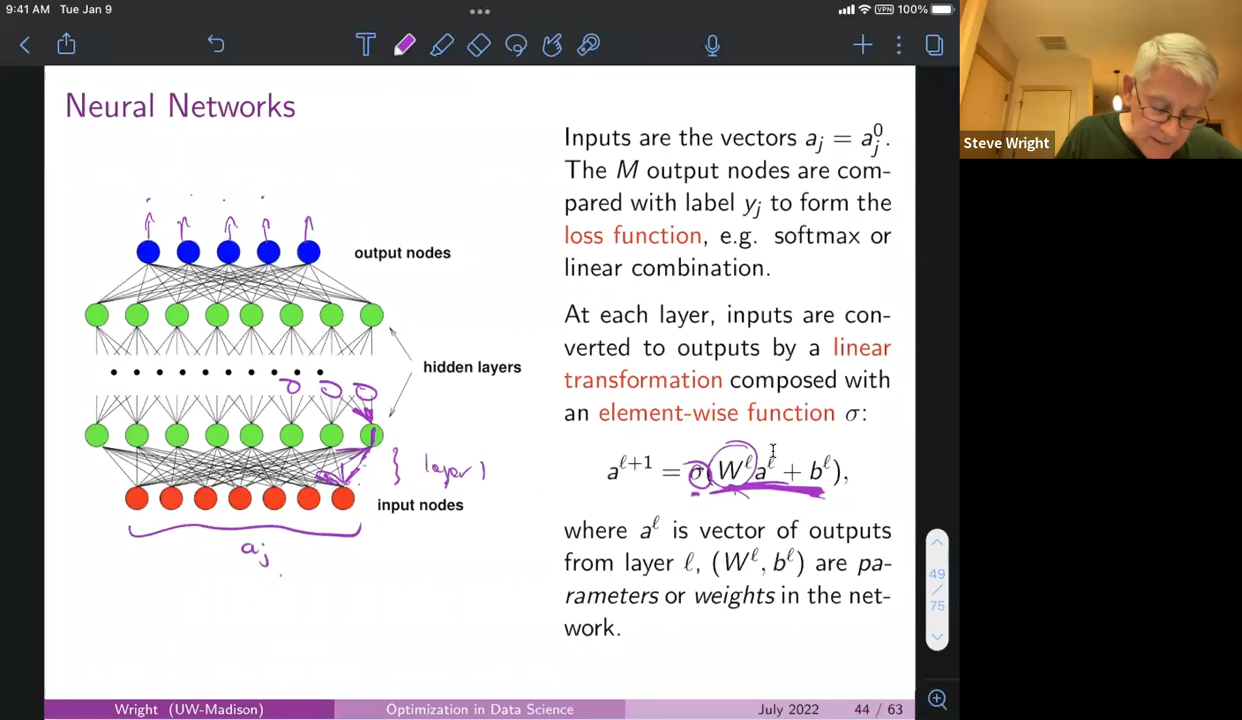 9:41 AM Tue Jan 9
VPN 100%
Neural Networks
Steve Wright
Inputs are the vectors a_j = a_j^0.
The M output nodes are com-
pared with label y_j to form the
loss function, e.g. softmax or
linear combination.
output nodes
At each layer, inputs are con-
verted to outputs by a linear
transformation composed with
an element-wise function σ:
hidden layers
a^{ℓ+1} = σ(W^ℓ a^ℓ + b^ℓ),
layer 1
input nodes
a_j
where a^ℓ is vector of outputs
from layer ℓ, (W^ℓ, b^ℓ) are pa-
rameters or weights in the net-
work.
49
/
75
Wright (UW-Madison) Optimization in Data Science July 2022 44 / 63